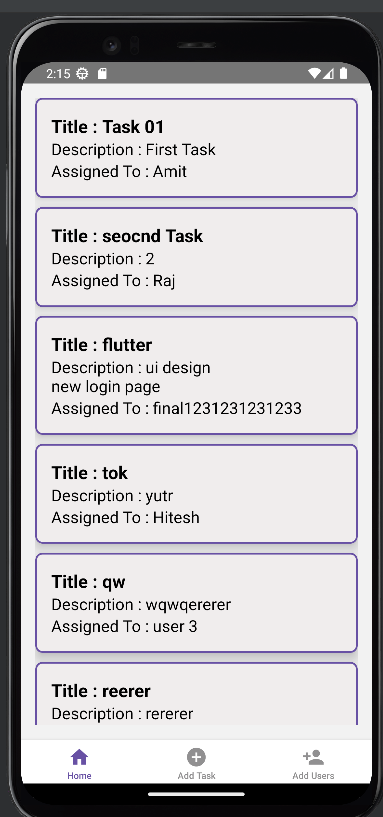 2:15
Title : Task 01
Description : First Task
Assigned To : Amit
Title : seocnd Task
Description : 2
Assigned To : Raj
Title : flutter
Description : ui design
new login page
Assigned To : final1231231231233
Title : tok
Description : yutr
Assigned To : Hitesh
Title : qw
Description : wqwqererer
Assigned To : user 3
Title : reerer
Description : rererer
Home
Add Task
Add Users